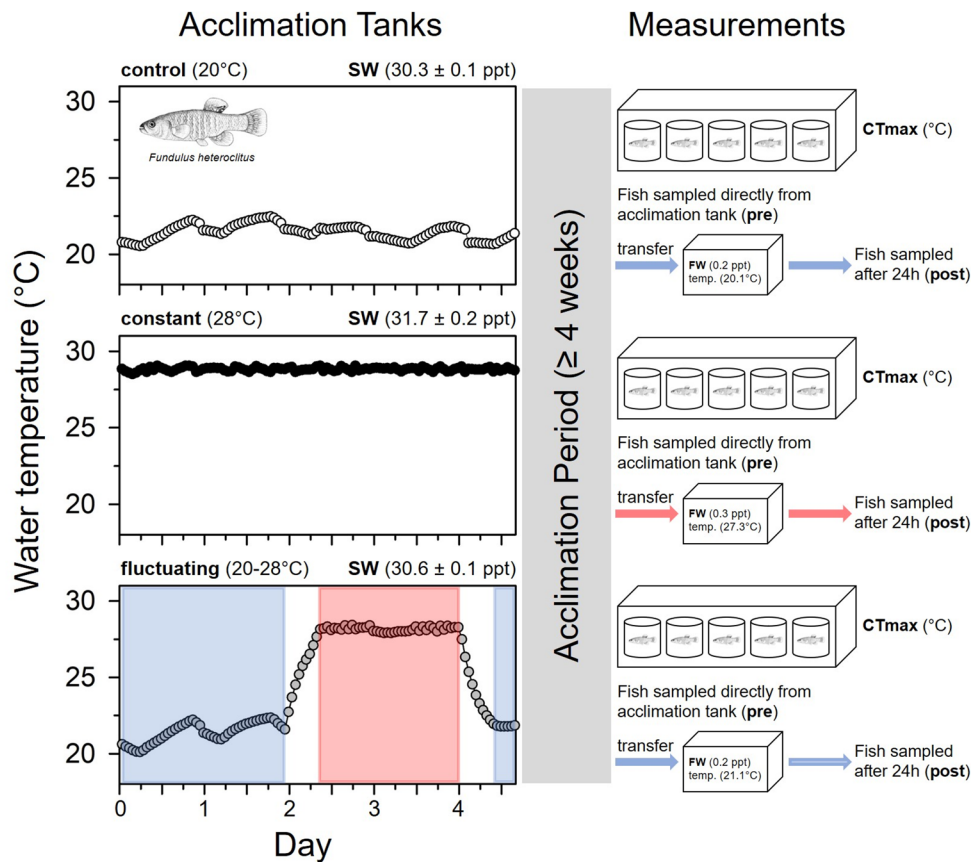 Acclimation Tanks
Measurements
control (20°C)
SW (30.3 ± 0.1 ppt)
30
25
20
Fundulus heteroclitus
constant (28°C)
SW (31.7 ± 0.2 ppt)
30
25
20
fluctuating (20-28°C)
SW (30.6 ± 0.1 ppt)
30
25
20
0
1
2
3
4
Day
Water temperature (°C)
Acclimation Period (≥ 4 weeks)
CTmax (°C)
Fish sampled directly from
acclimation tank (pre)
transfer
FW (0.2 ppt)
temp. (20.1°C)
Fish sampled
after 24h (post)
CTmax (°C)
Fish sampled directly from
acclimation tank (pre)
transfer
FW (0.3 ppt)
temp. (27.3°C)
Fish sampled
after 24h (post)
CTmax (°C)
Fish sampled directly from
acclimation tank (pre)
transfer
FW (0.2 ppt)
temp. (21.1°C)
Fish sampled
after 24h (post)